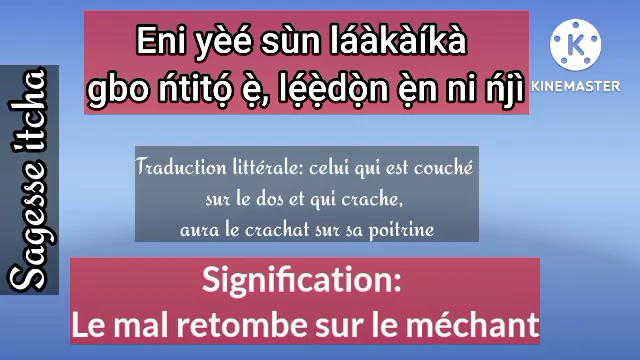 Eni yèé sùn láàkàíkà
gbo ńtitọ́ ẹ̀, lẹ́ẹ̀dọ̀n ẹ̀n ni ńjì
KINEMASTER
Sagesse itcha
Traduction littérale: celui qui est couché
sur le dos et qui crache,
aura le crachat sur sa poitrine
Signification:
Le mal retombe sur le méchant